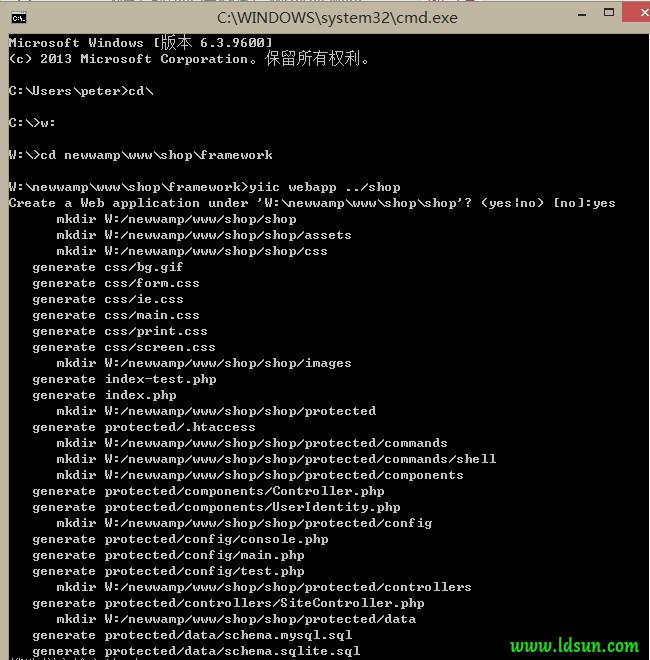 C:\WINDOWS\system32\cmd.exe
Microsoft Windows [版本 6.3.9600]
(c) 2013 Microsoft Corporation。保留所有权利。
C:\Users\peter>cd\
C:\>w:
W:\>cd newwamp\www\shop\framework
W:\newwamp\www\shop\framework>yiic webapp ../shop
Create a Web application under 'W:\newwamp\www\shop\shop'? (yes|no) [no]:yes
mkdir W:/newwamp/www/shop/shop
mkdir W:/newwamp/www/shop/shop/assets
mkdir W:/newwamp/www/shop/shop/css
generate css/bg.gif
generate css/form.css
generate css/ie.css
generate css/main.css
generate css/print.css
generate css/screen.css
mkdir W:/newwamp/www/shop/shop/images
generate index-test.php
generate index.php
mkdir W:/newwamp/www/shop/shop/protected
generate protected/.htaccess
mkdir W:/newwamp/www/shop/shop/protected/commands
mkdir W:/newwamp/www/shop/shop/protected/commands/shell
mkdir W:/newwamp/www/shop/shop/protected/components
generate protected/components/Controller.php
generate protected/components/UserIdentity.php
mkdir W:/newwamp/www/shop/shop/protected/config
generate protected/config/console.php
generate protected/config/main.php
generate protected/config/test.php
mkdir W:/newwamp/www/shop/shop/protected/controllers
generate protected/controllers/SiteController.php
mkdir W:/newwamp/www/shop/shop/protected/data
generate protected/data/schema.mysql.sql
generate protected/data/schema.sqlite.sql
www.ldsun.com